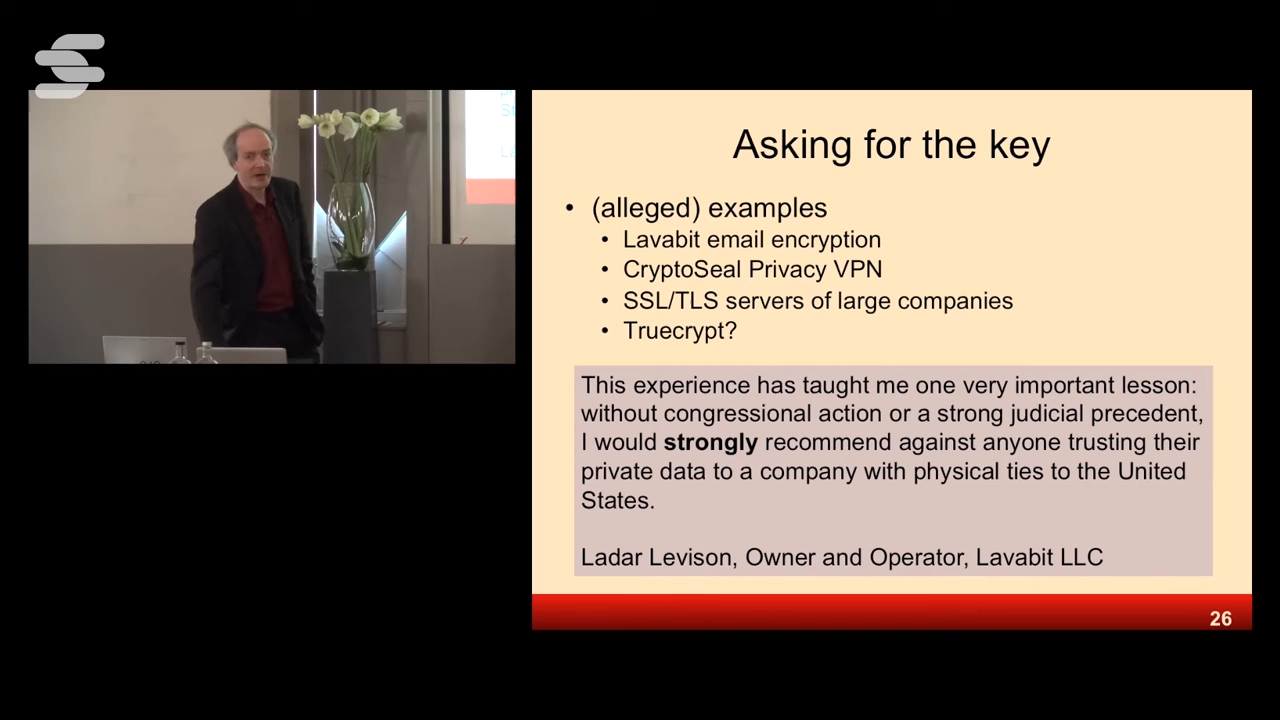 Asking for the key
• (alleged) examples
• Lavabit email encryption
• CryptoSeal Privacy VPN
• SSL/TLS servers of large companies
• Truecrypt?
This experience has taught me one very important lesson:
without congressional action or a strong judicial precedent,
I would strongly recommend against anyone trusting their
private data to a company with physical ties to the United
States.
Ladar Levison, Owner and Operator, Lavabit LLC
26